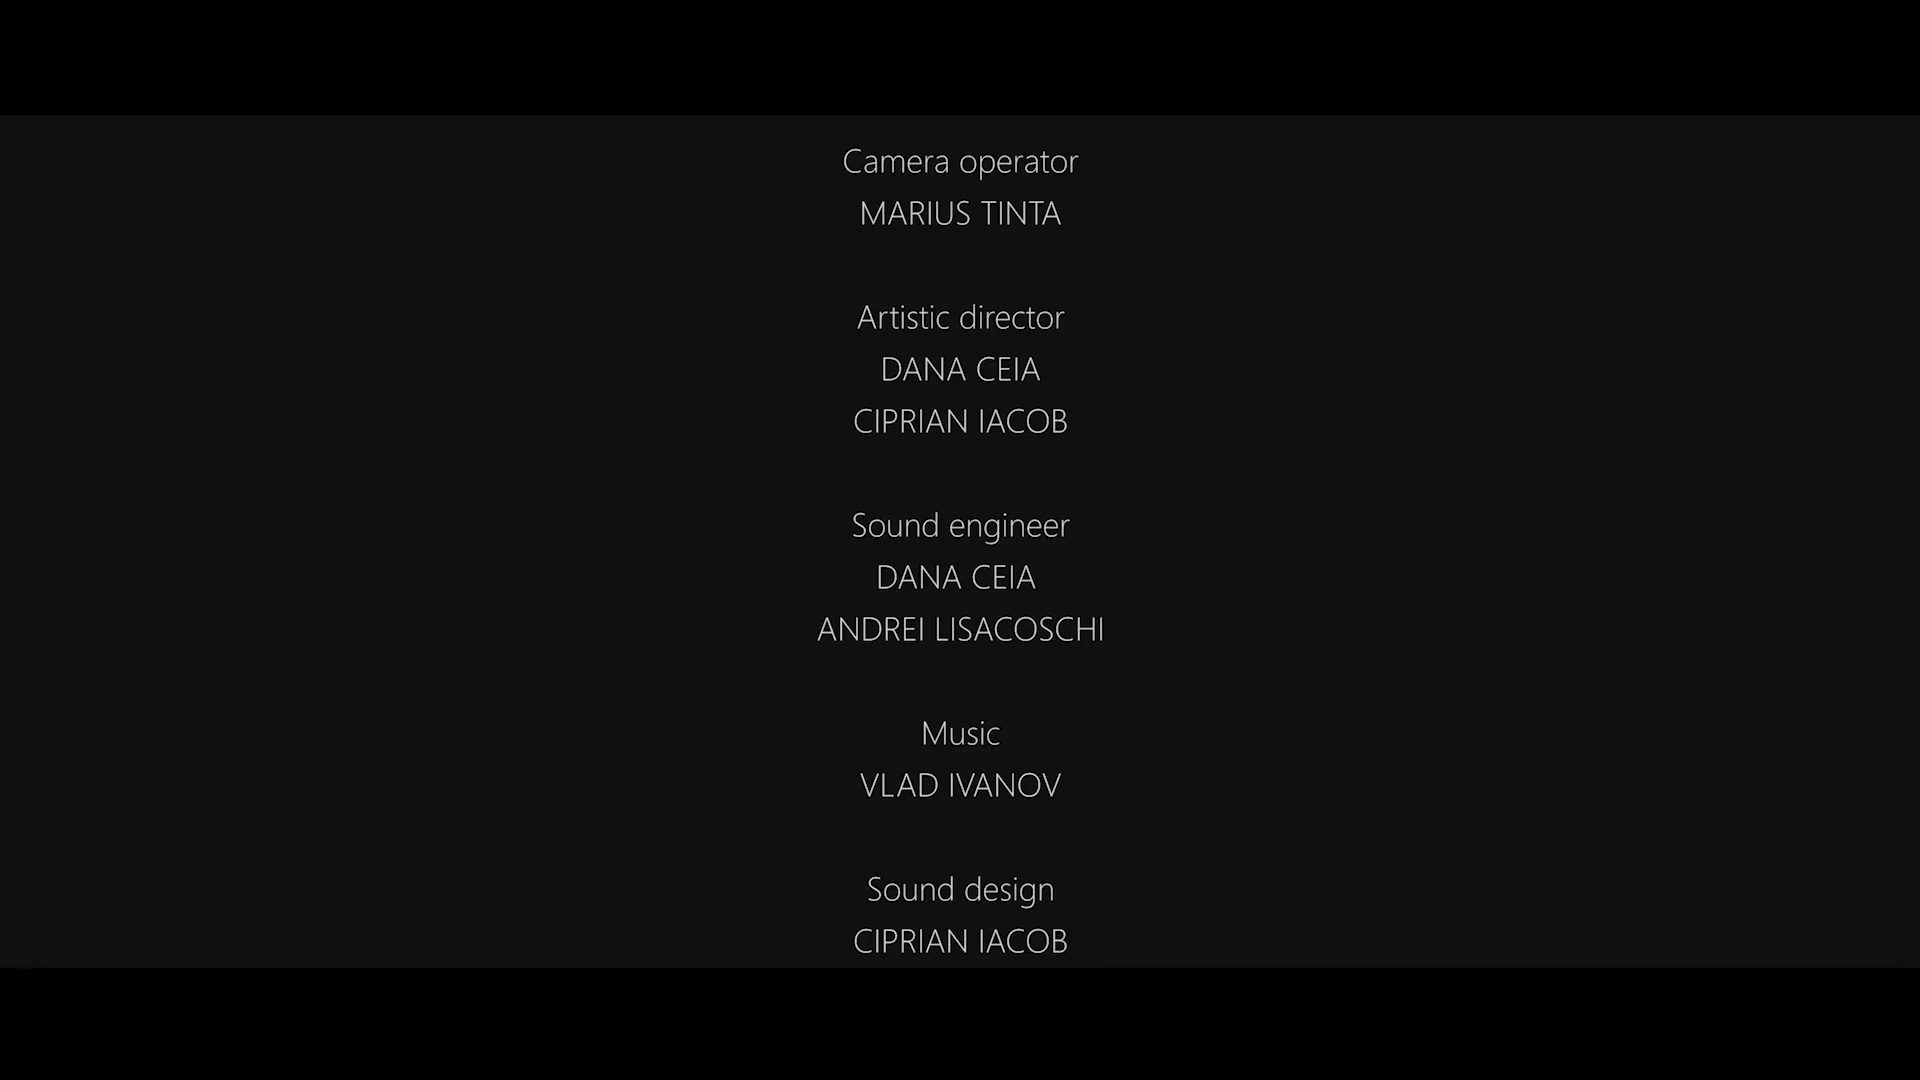 Camera operator
MARIUS TINTA
Artistic director
DANA CEIA
CIPRIAN IACOB
Sound engineer
DANA CEIA
ANDREI LISACOSCHI
Music
VLAD IVANOV
Sound design
CIPRIAN IACOB